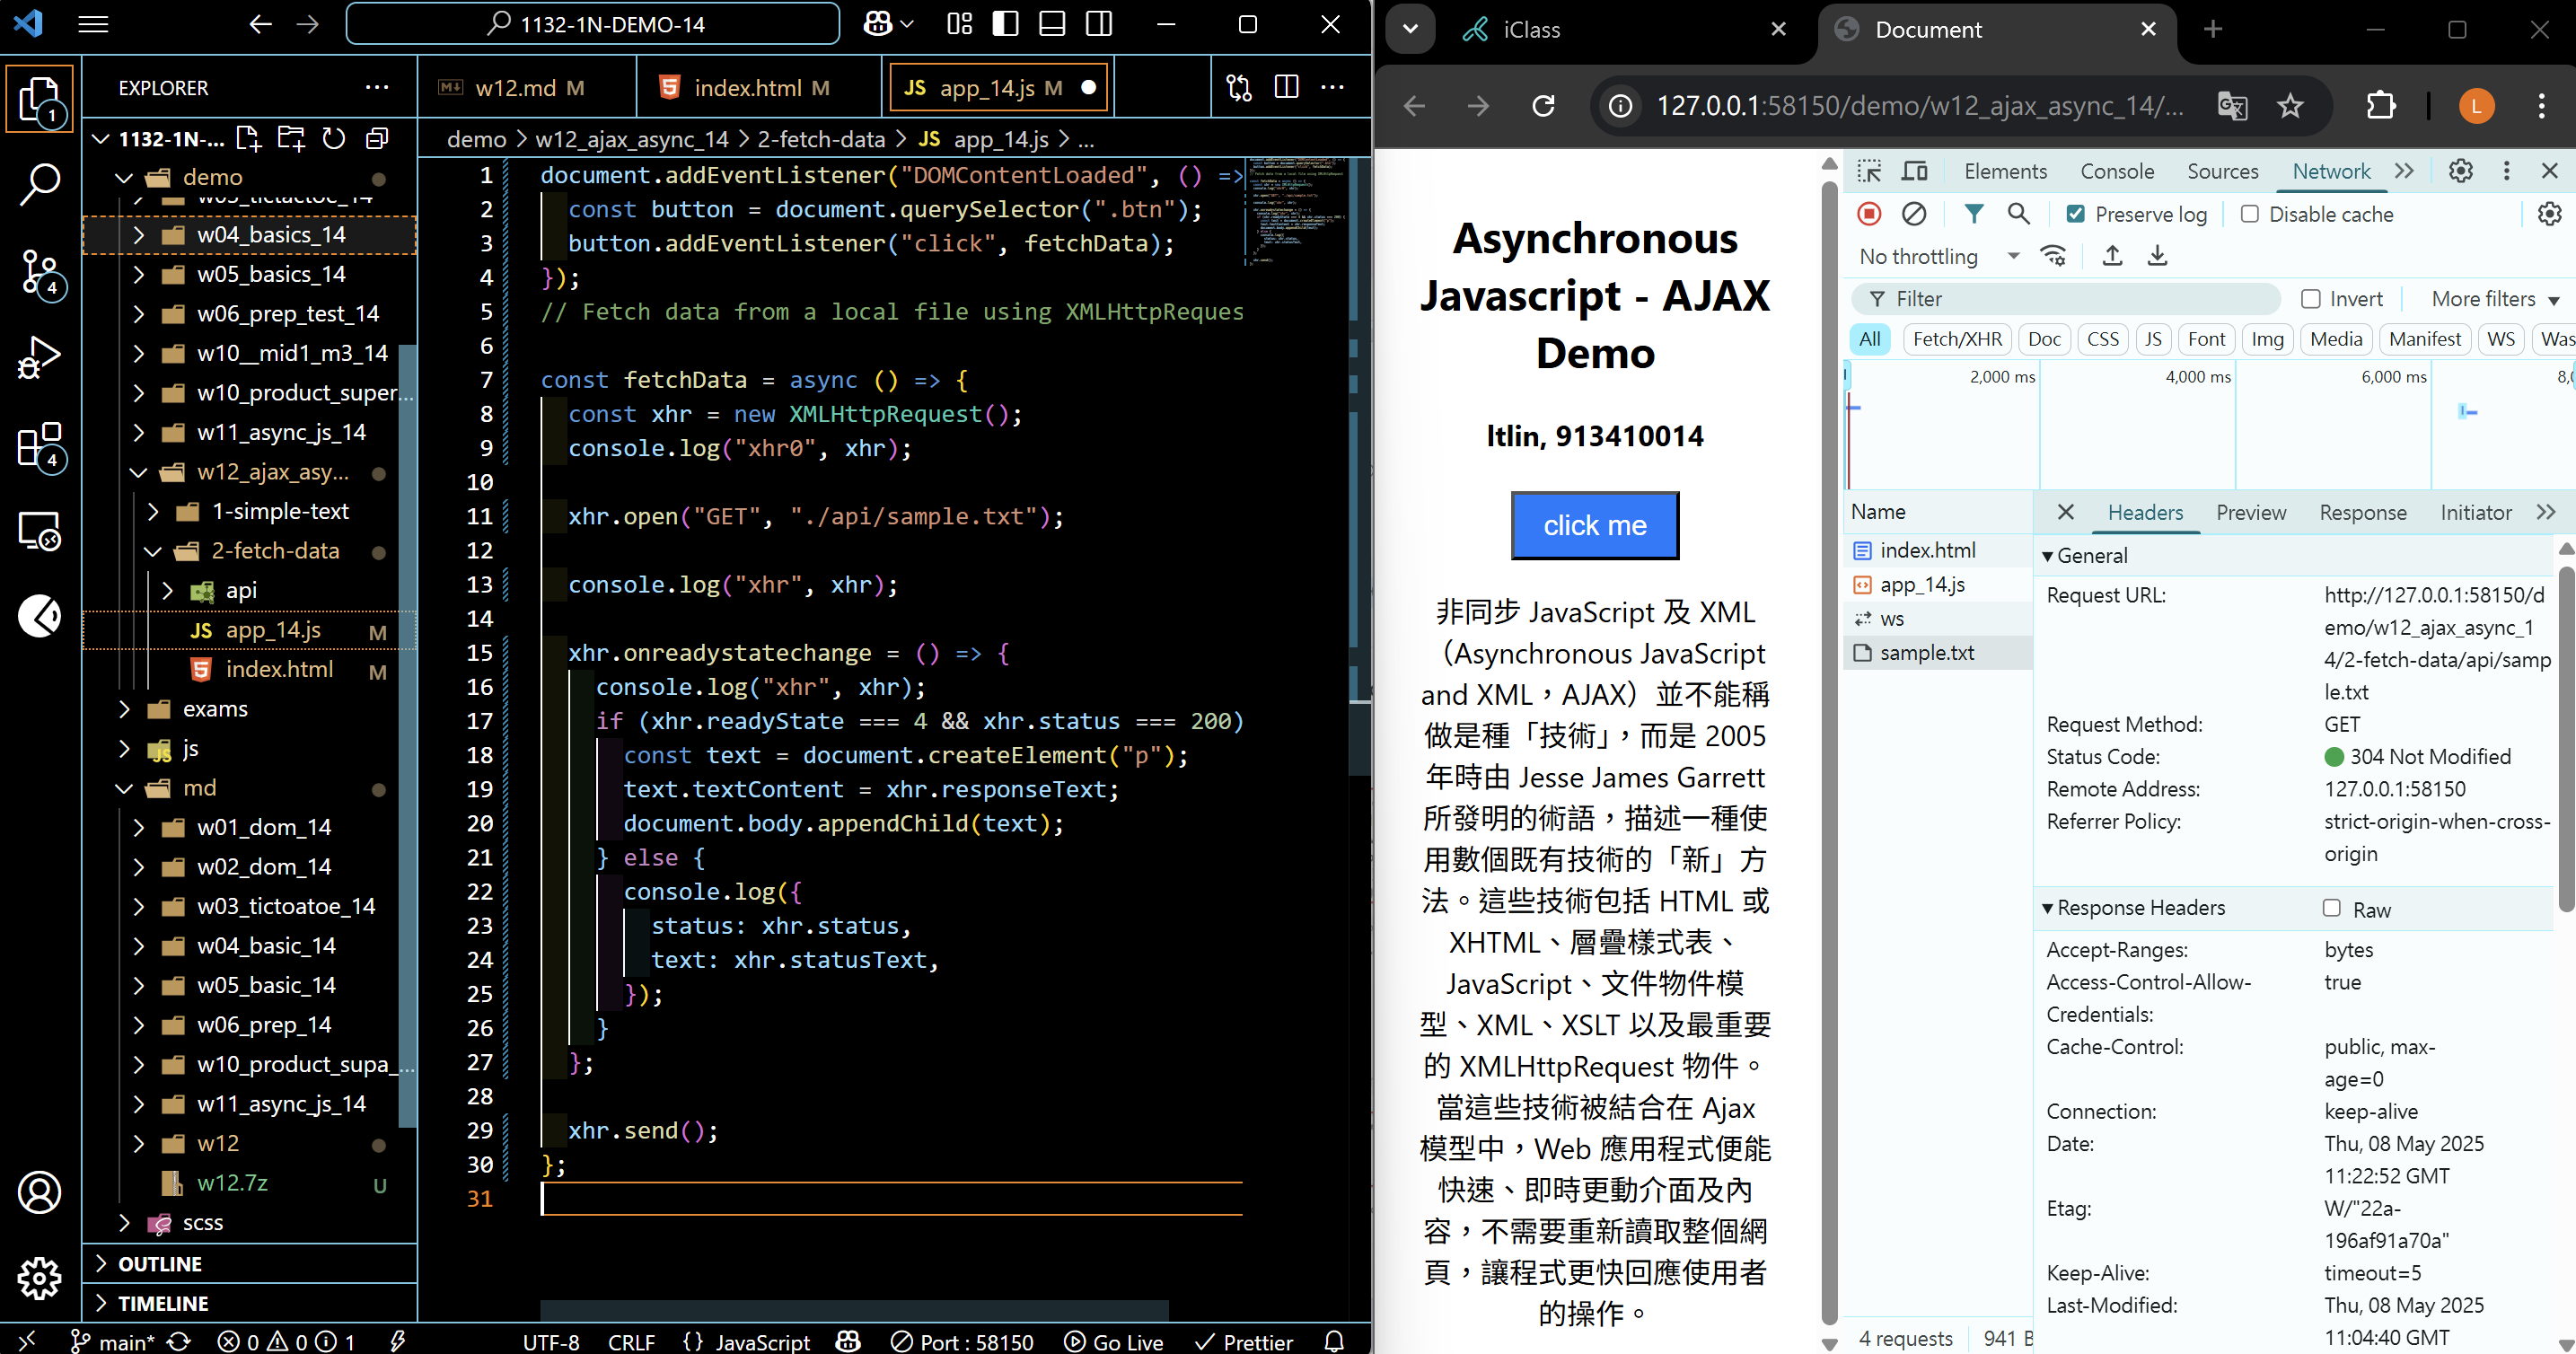 1132-1N-DEMO-14
EXPLORER
1132-1N-...
demo
w03_tictactoe_14
w04_basics_14
w05_basics_14
w06_prep_test_14
w10__mid1_m3_14
w10_product_super...
w11_async_js_14
w12_ajax_asy...
1-simple-text
2-fetch-data
api
JS app_14.js M
index.html M
exams
js
md
w01_dom_14
w02_dom_14
w03_tictoatoe_14
w04_basic_14
w05_basic_14
w06_prep_14
w10_product_supa_...
w11_async_js_14
w12
w12.7z U
scss
OUTLINE
TIMELINE
1
4
4
w12.md M
index.html M
JS app_14.js M
demo > w12_ajax_async_14 > 2-fetch-data > JS app_14.js > ...
1 document.addEventListener("DOMContentLoaded", () =>
2 const button = document.querySelector(".btn");
3 button.addEventListener("click", fetchData);
4 });
5 // Fetch data from a local file using XMLHttpReques
6
7 const fetchData = async () => {
8 const xhr = new XMLHttpRequest();
9 console.log("xhr0", xhr);
10
11 xhr.open("GET", "./api/sample.txt");
12
13 console.log("xhr", xhr);
14
15 xhr.onreadystatechange = () => {
16 console.log("xhr", xhr);
17 if (xhr.readyState === 4 && xhr.status === 200)
18 const text = document.createElement("p");
19 text.textContent = xhr.responseText;
20 document.body.appendChild(text);
21 } else {
22 console.log({
23 status: xhr.status,
24 text: xhr.statusText,
25 });
26 }
27 };
28
29 xhr.send();
30 };
31
main* 0 0 1 UTF-8 CRLF {} JavaScript Port : 58150 Go Live Prettier
iClass
Document
127.0.0.1:58150/demo/w12_ajax_async_14/...
L
Asynchronous
Javascript - AJAX
Demo
ltlin, 913410014
click me
非同步 JavaScript 及 XML
（Asynchronous JavaScript
and XML，AJAX）並不能稱
做是種「技術」，而是 2005
年時由 Jesse James Garrett
所發明的術語，描述一種使
用數個既有技術的「新」方
法。這些技術包括 HTML 或
XHTML、層疊樣式表、
JavaScript、文件物件模
型、XML、XSLT 以及最重要
的 XMLHttpRequest 物件。
當這些技術被結合在 Ajax
模型中，Web 應用程式便能
快速、即時更動介面及內
容，不需要重新讀取整個網
頁，讓程式更快回應使用者
的操作。
Elements Console Sources Network
Preserve log Disable cache
No throttling
Filter Invert More filters
All Fetch/XHR Doc CSS JS Font Img Media Manifest WS Was
2,000 ms 4,000 ms 6,000 ms 8,0
Name
index.html
app_14.js
ws
sample.txt
4 requests 941 B
Headers Preview Response Initiator
General
Request URL: http://127.0.0.1:58150/d
emo/w12_ajax_async_1
4/2-fetch-data/api/samp
le.txt
Request Method: GET
Status Code: 304 Not Modified
Remote Address: 127.0.0.1:58150
Referrer Policy: strict-origin-when-cross-
origin
Response Headers Raw
Accept-Ranges: bytes
Access-Control-Allow- true
Credentials:
Cache-Control: public, max-
age=0
Connection: keep-alive
Date: Thu, 08 May 2025
11:22:52 GMT
Etag: W/"22a-
196af91a70a"
Keep-Alive: timeout=5
Last-Modified: Thu, 08 May 2025
11:04:40 GMT